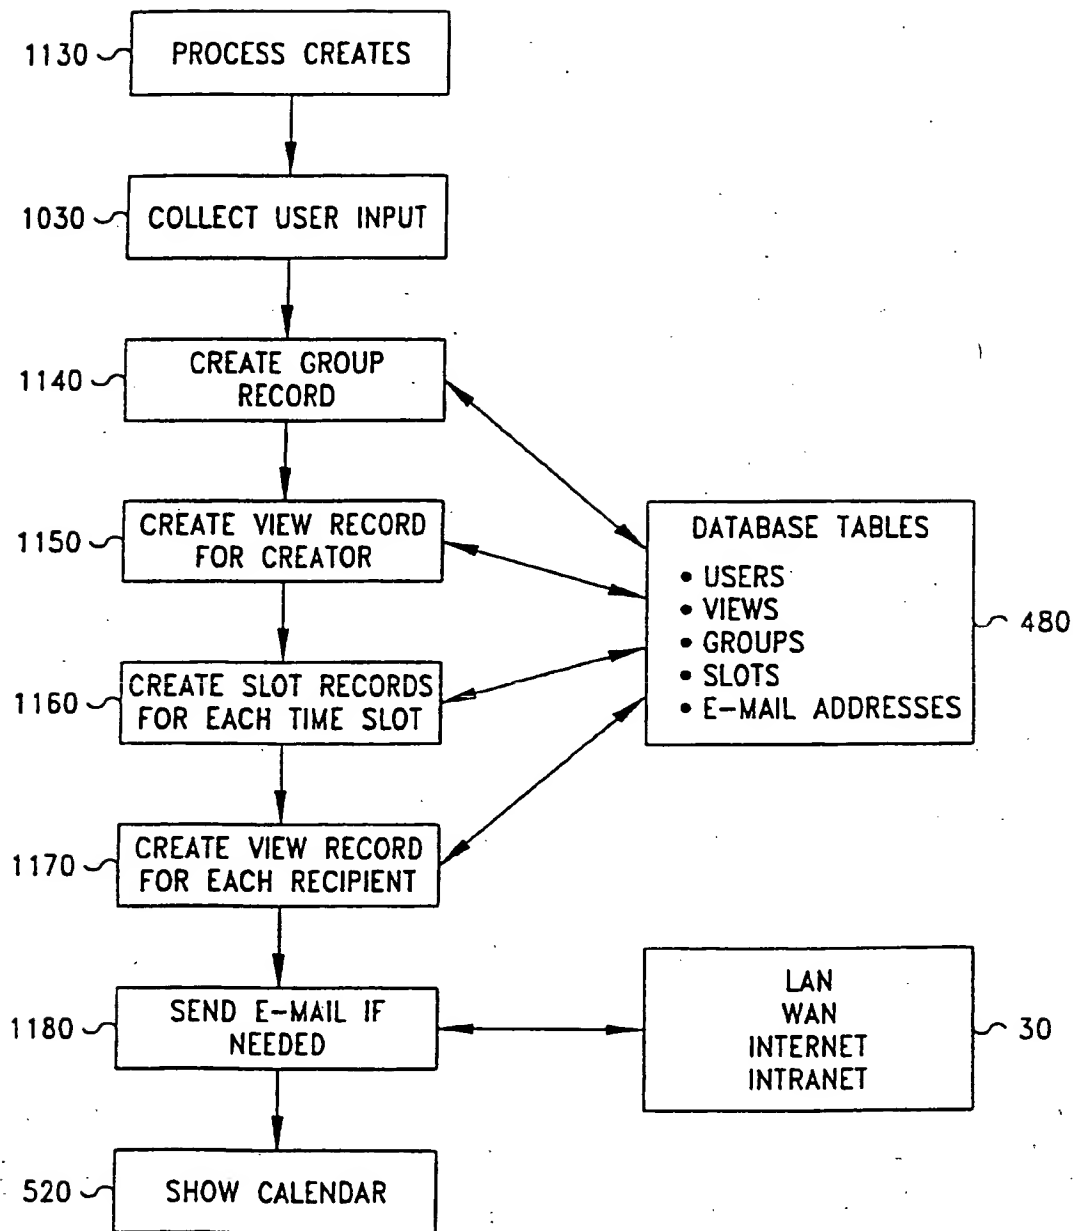 1130
PROCESS CREATES
1030
COLLECT USER INPUT
1140
CREATE GROUP
RECORD
1150
CREATE VIEW RECORD
FOR CREATOR
1160
CREATE SLOT RECORDS
FOR EACH TIME SLOT
1170
CREATE VIEW RECORD
FOR EACH RECIPIENT
1180
SEND E-MAIL IF
NEEDED
520
SHOW CALENDAR
DATABASE TABLES
• USERS
• VIEWS
• GROUPS
• SLOTS
• E-MAIL ADDRESSES
480
LAN
WAN
INTERNET
INTRANET
30